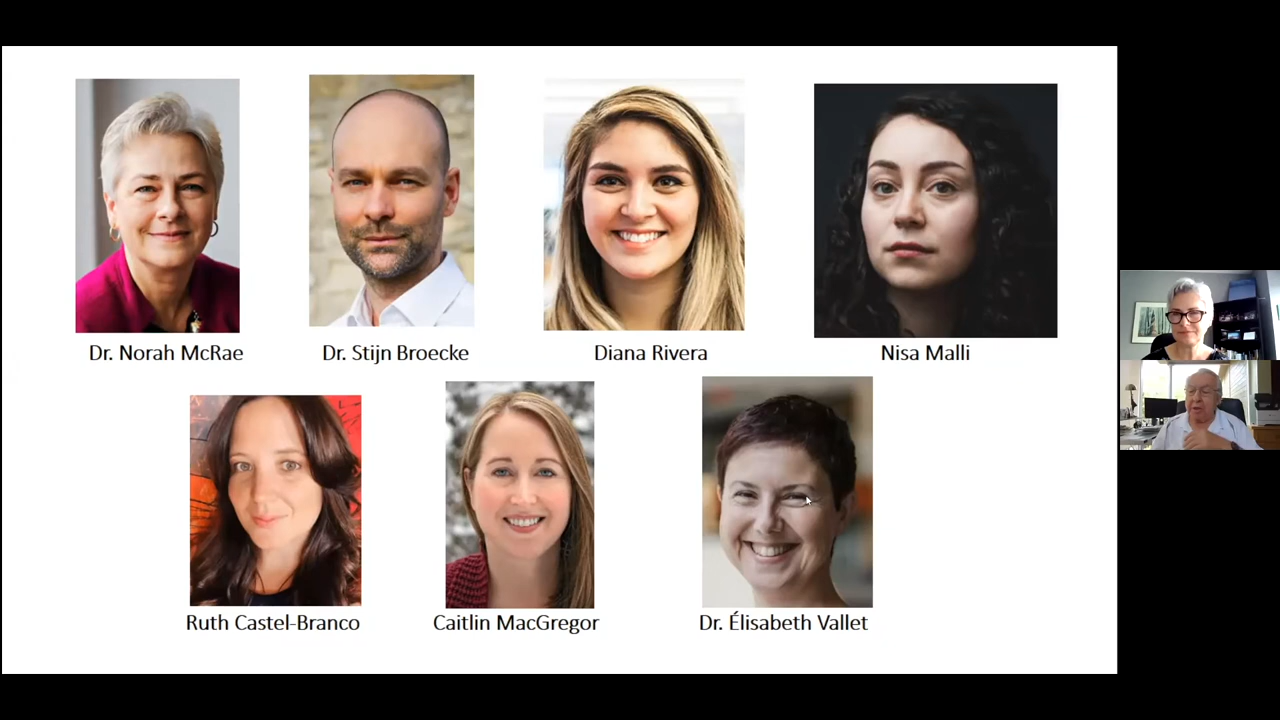 Dr. Norah McRae
Dr. Stijn Broecke
Diana Rivera
Nisa Malli
Ruth Castel-Branco
Caitlin MacGregor
Dr. Élisabeth Vallet